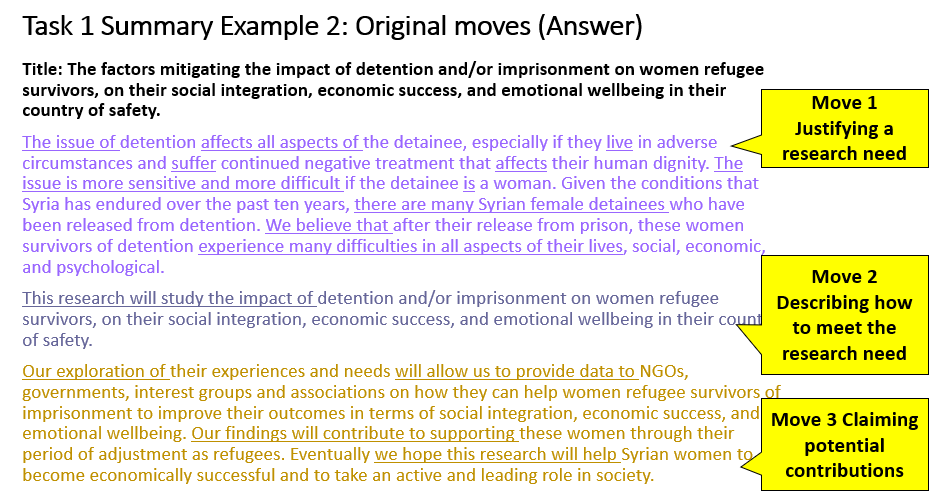 Task 1 Summary Example 2: Original moves (Answer)
Title: The factors mitigating the impact of detention and/or imprisonment on women refugee
survivors, on their social integration, economic success, and emotional wellbeing in their
country of safety.
Move 1
Justifying a
research need
The issue of detention affects all aspects of the detainee, especially if they live in adverse
circumstances and suffer continued negative treatment that affects their human dignity. The
issue is more sensitive and more difficult if the detainee is a woman. Given the conditions that
Syria has endured over the past ten years, there are many Syrian female detainees who have
been released from detention. We believe that after their release from prison, these women
survivors of detention experience many difficulties in all aspects of their lives, social, economic,
and psychological.
Move 2
Describing how
to meet the
research need
This research will study the impact of detention and/or imprisonment on women refugee
survivors, on their social integration, economic success, and emotional wellbeing in their count
of safety.
Our exploration of their experiences and needs will allow us to provide data to NGOs,
governments, interest groups and associations on how they can help women refugee survivors of
imprisonment to improve their outcomes in terms of social integration, economic success, and
emotional wellbeing. Our findings will contribute to supporting these women through their
period of adjustment as refugees. Eventually we hope this research will help Syrian women to
become economically successful and to take an active and leading role in society.
Move 3 Claiming
potential
contributions